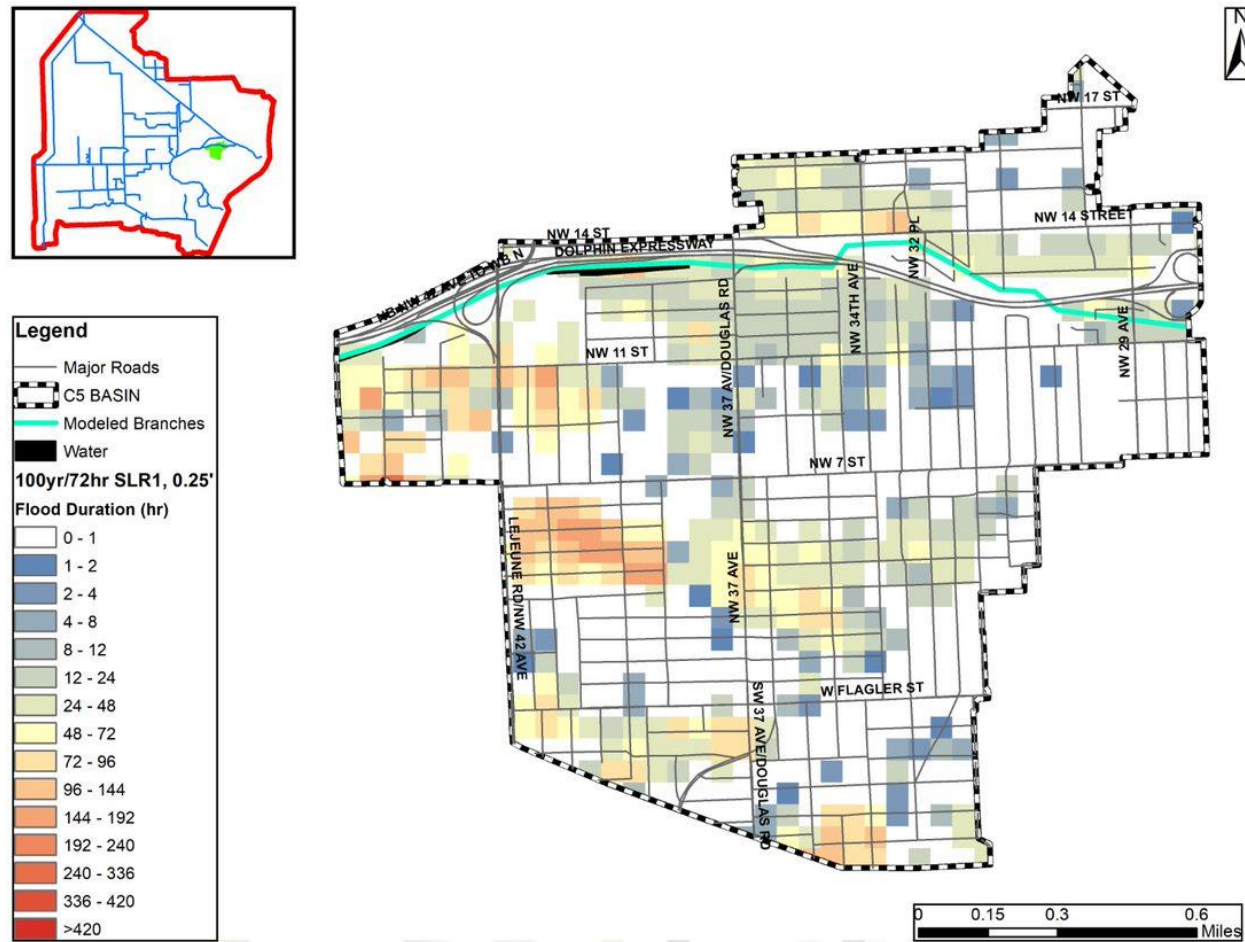 N
NW 17 ST
NW 14 STREET
NW 14 ST
DOLPHIN EXPRESSWAY
NW 32 PL
NW 37 AV/DOUGLAS RD
NW 34TH AVE
NW 29 AVE
NW 11 ST
NW 7 ST
LEJEUNE RD/NW 42 AVE
NW 37 AVE
W FLAGLER ST
SW 37 AVE/DOUGLAS RD
Legend
Major Roads
C5 BASIN
Modeled Branches
Water
100yr/72hr SLR1, 0.25'
Flood Duration (hr)
0 - 1
1 - 2
2 - 4
4 - 8
8 - 12
12 - 24
24 - 48
48 - 72
72 - 96
96 - 144
144 - 192
192 - 240
240 - 336
336 - 420
>420
0 0.15 0.3 0.6
Miles